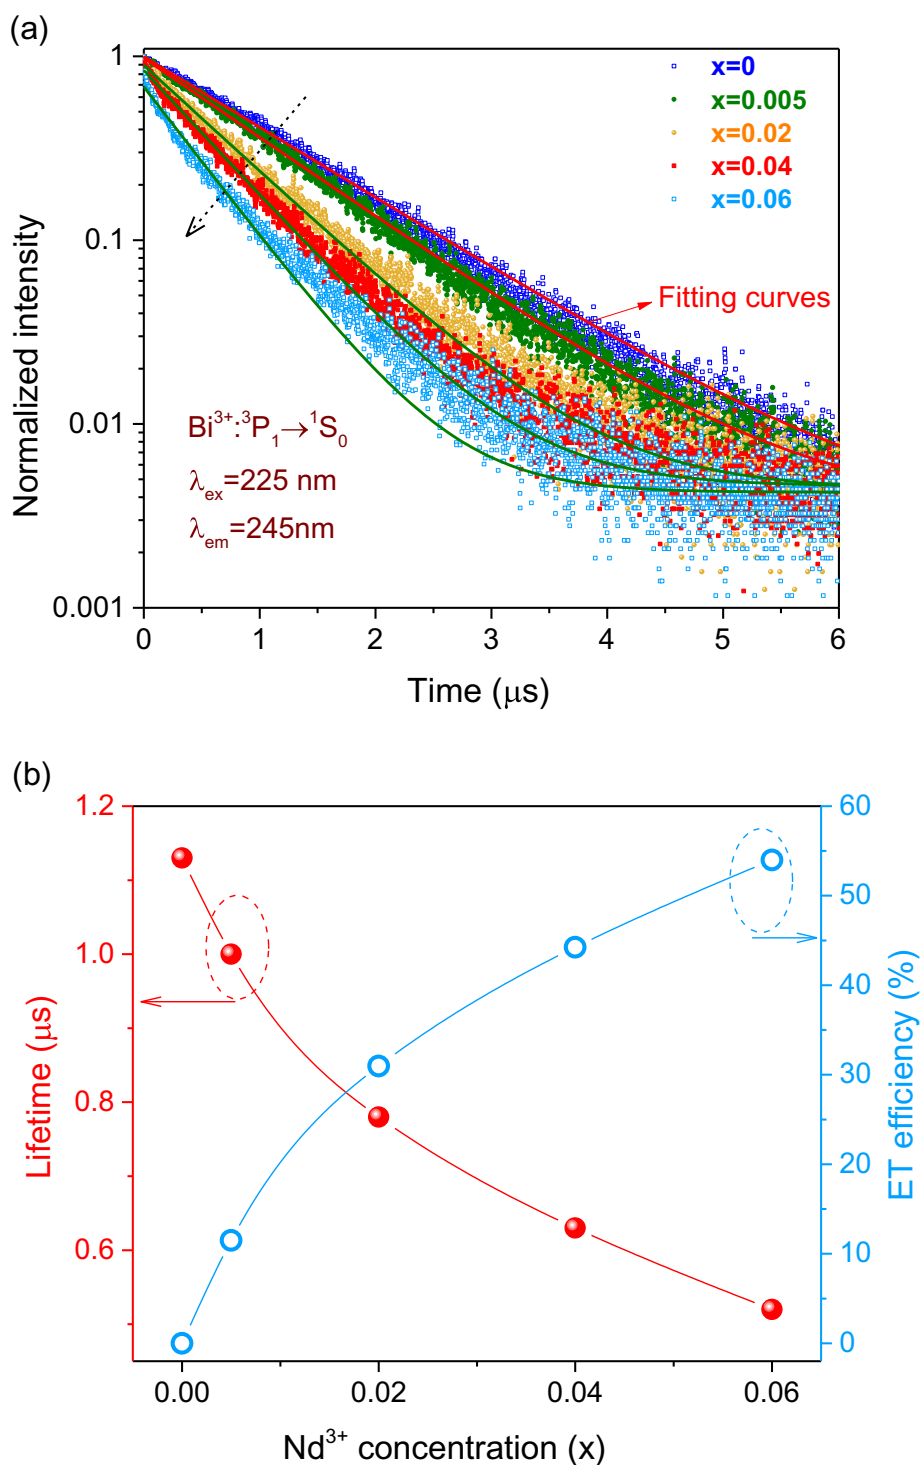 (a)
1
0.1
0.01
0.001
Normalized intensity
x=0
x=0.005
x=0.02
x=0.04
x=0.06
Fitting curves
Bi³⁺:³P₁→¹S₀
λₑₓ=225 nm
λₑₘ=245nm
0 1 2 3 4 5 6
Time (μs)
(b)
1.2
1.0
0.8
0.6
Lifetime (μs)
60
50
40
30
20
10
0
ET efficiency (%)
0.00 0.02 0.04 0.06
Nd³⁺ concentration (x)